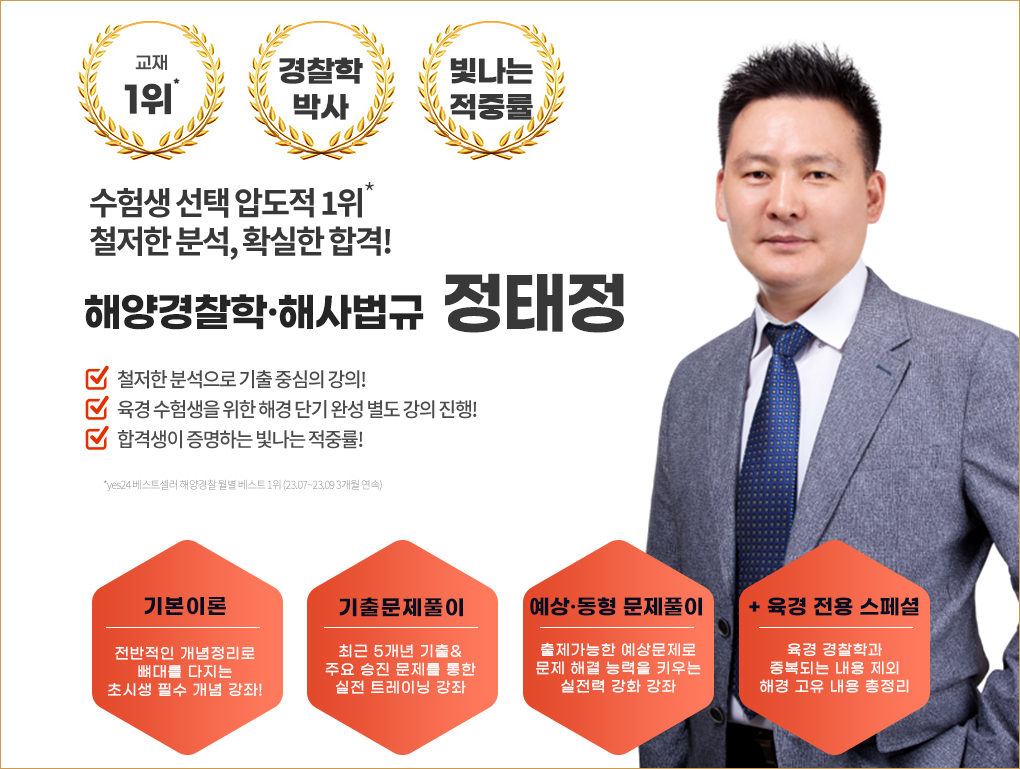 교재
1위*
경찰학
박사
빛나는
적중률
수험생 선택 압도적 1위*
철저한 분석, 확실한 합격!
해양경찰학·해사법규 정태정
철저한 분석으로 기출 중심의 강의!
육경 수험생을 위한 해경 단기 완성 별도 강의 진행!
합격생이 증명하는 빛나는 적중률!
*yes24 베스트셀러 해양경찰 월별 베스트 1위 (23.07~23.09 3개월 연속)
기본이론
전반적인 개념정리로
뼈대를 다지는
초시생 필수 개념 강좌!
기출문제풀이
최근 5개년 기출&
주요 승진 문제를 통한
실전 트레이닝 강좌
예상·동형 문제풀이
출제가능한 예상문제로
문제 해결 능력을 키우는
실전력 강화 강좌
+ 육경 전용 스페셜
육경 경찰학과
중복되는 내용 제외
해경 고유 내용 총정리